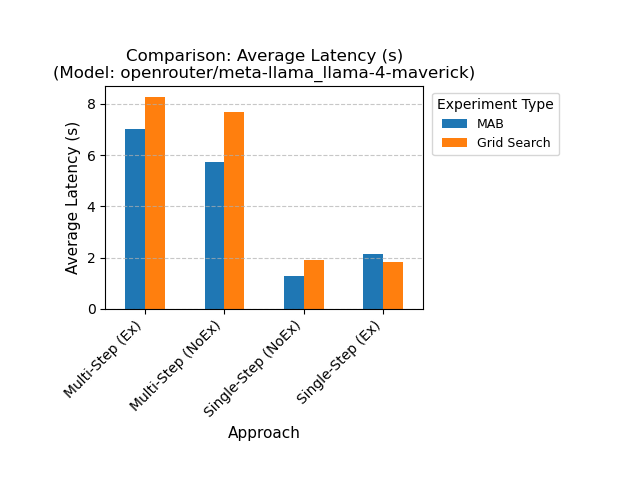 Comparison: Average Latency (s)
(Model: openrouter/meta-llama_llama-4-maverick)
Experiment Type
MAB
Grid Search
Average Latency (s)
8
6
4
2
0
Multi-Step (Ex)
Multi-Step (NoEx)
Single-Step (NoEx)
Single-Step (Ex)
Approach